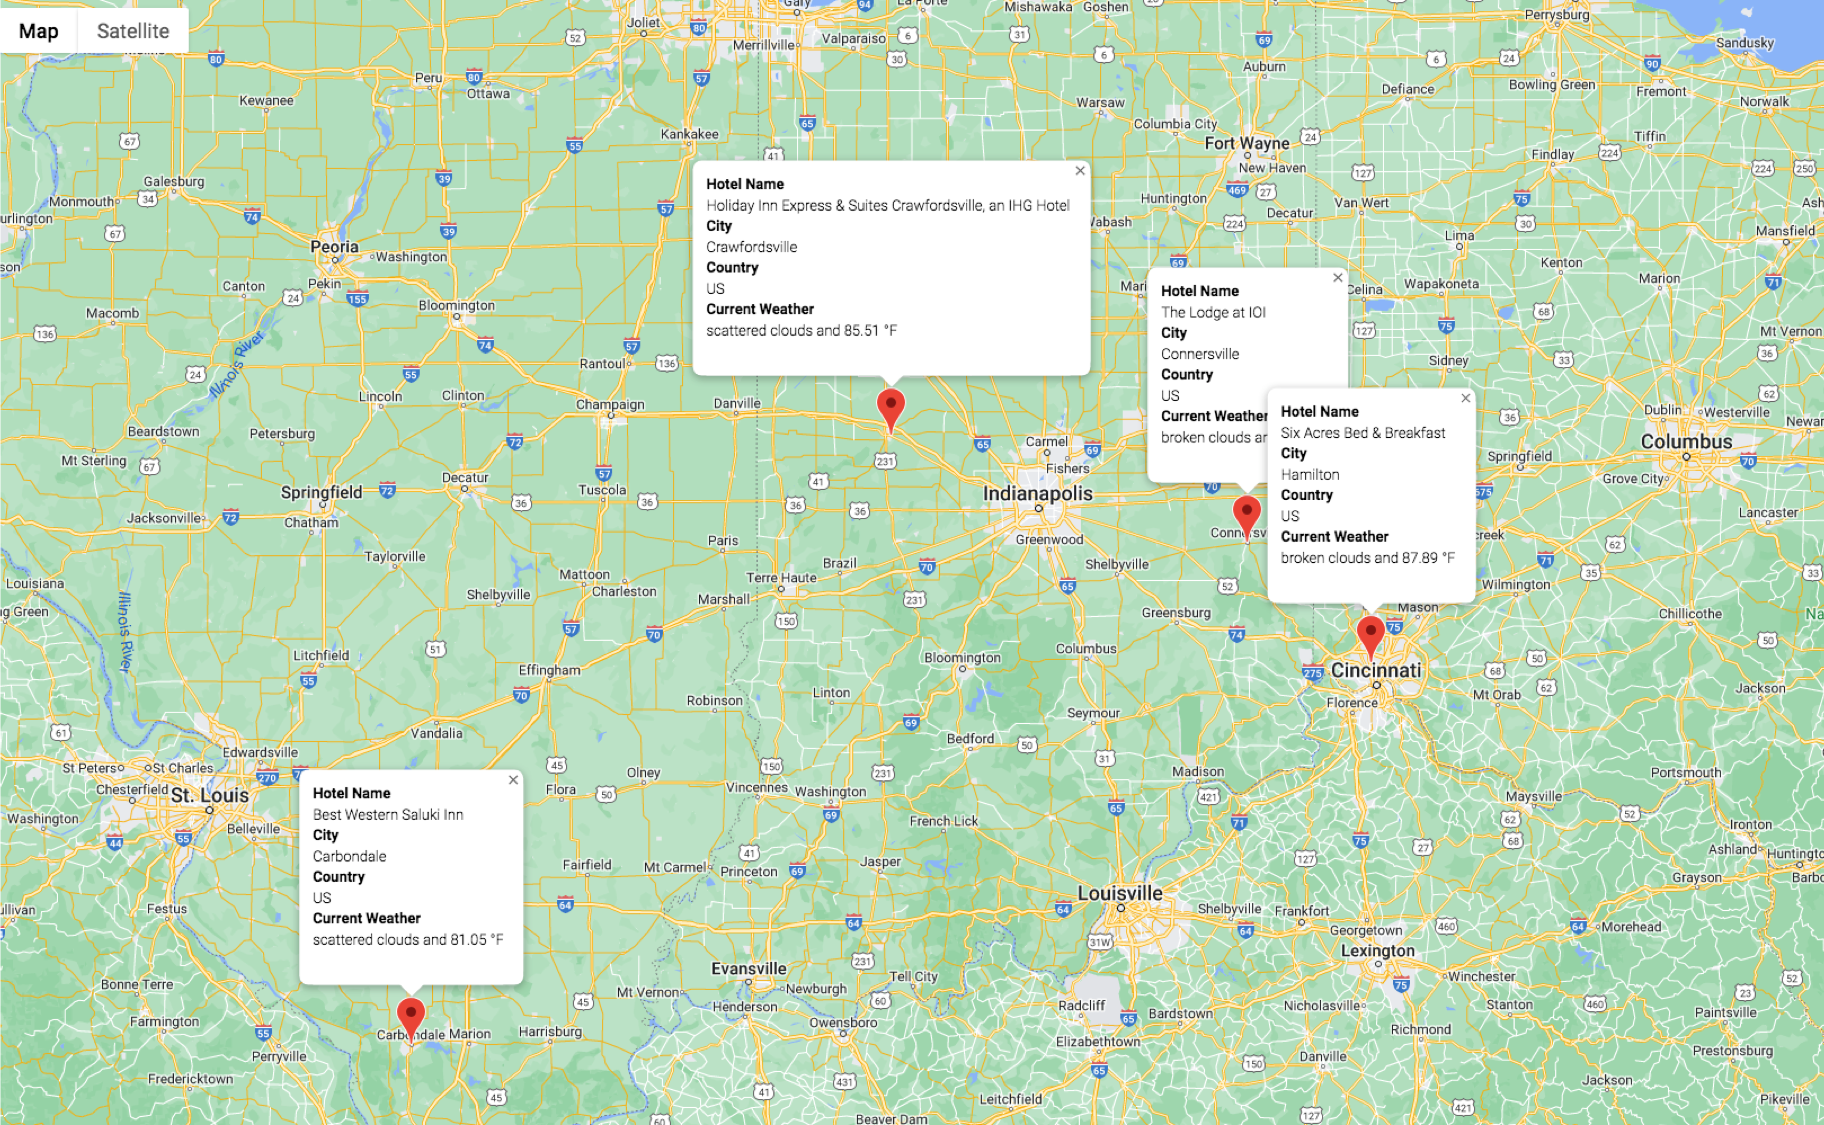 Map
Satellite
Hotel Name
Holiday Inn Express & Suites Crawfordsville, an IHG Hotel
City
Crawfordsville
Country
US
Current Weather
scattered clouds and 85.51 °F
Hotel Name
The Lodge at IOI
City
Connersville
Country
US
Current Weather
broken clouds ar
Hotel Name
Six Acres Bed & Breakfast
City
Hamilton
Country
US
Current Weather
broken clouds and 87.89 °F
Hotel Name
Best Western Saluki Inn
City
Carbondale
Country
US
Current Weather
scattered clouds and 81.05 °F
Joliet
Gary
La Porte
Mishawaka
Goshen
Perrysburg
Merrillville
Valparaiso
Sandusky
Peru
Ottawa
Auburn
Bowling Green
Fremont
Kewanee
Warsaw
Defiance
Norwalk
Kankakee
Columbia City
Fort Wayne
Tiffin
New Haven
Findlay
Galesburg
Monmouth
Huntington
Decatur
Van Wert
urlington
Wabash
Lima
Mansfield
Peoria
Washington
Kenton
Marion
Canton
Pekin
Celina
Wapakoneta
Macomb
Bloomington
Mt Vernon
Illinois River
Rantoul
Sidney
Lincoln
Clinton
Champaign
Danville
Dublin
Westerville
Beardstown
Petersburg
Carmel
Columbus
Mt Sterling
Fishers
Springfield
Decatur
Grove City
Springfield
Tuscola
Indianapolis
Jacksonville
Chatham
Lancaster
Paris
Greenwood
Taylorville
Brazil
Shelbyville
Mattoon
Terre Haute
Wilmington
Louisiana
Charleston
Shelbyville
Marshall
Greensburg
Mason
Chillicothe
Illinois River
Litchfield
Effingham
Bloomington
Columbus
Cincinnati
Robinson
Linton
Mt Orab
Jackson
Florence
Seymour
Vandalia
Bedford
Edwardsville
St Peters
St Charles
Olney
Madison
Portsmouth
Chesterfield
St. Louis
Flora
Vincennes
Washington
Maysville
Washington
Belleville
French Lick
Ironton
Fairfield
Mt Carmel
Princeton
Jasper
Ashland
Louisville
Grayson
Festus
Shelbyville
Frankfort
Georgetown
Morehead
Lexington
Evansville
Tell City
Winchester
Bonne Terre
Mt Vernon
Newburgh
Henderson
Radcliff
Nicholasville
Stanton
Farmington
Carbondale
Marion
Harrisburg
Owensboro
Bardstown
Paintsville
Perryville
Elizabethtown
Richmond
Danville
Prestonsburg
Fredericktown
Leitchfield
Jackson
Pikeville
Beaver Dam